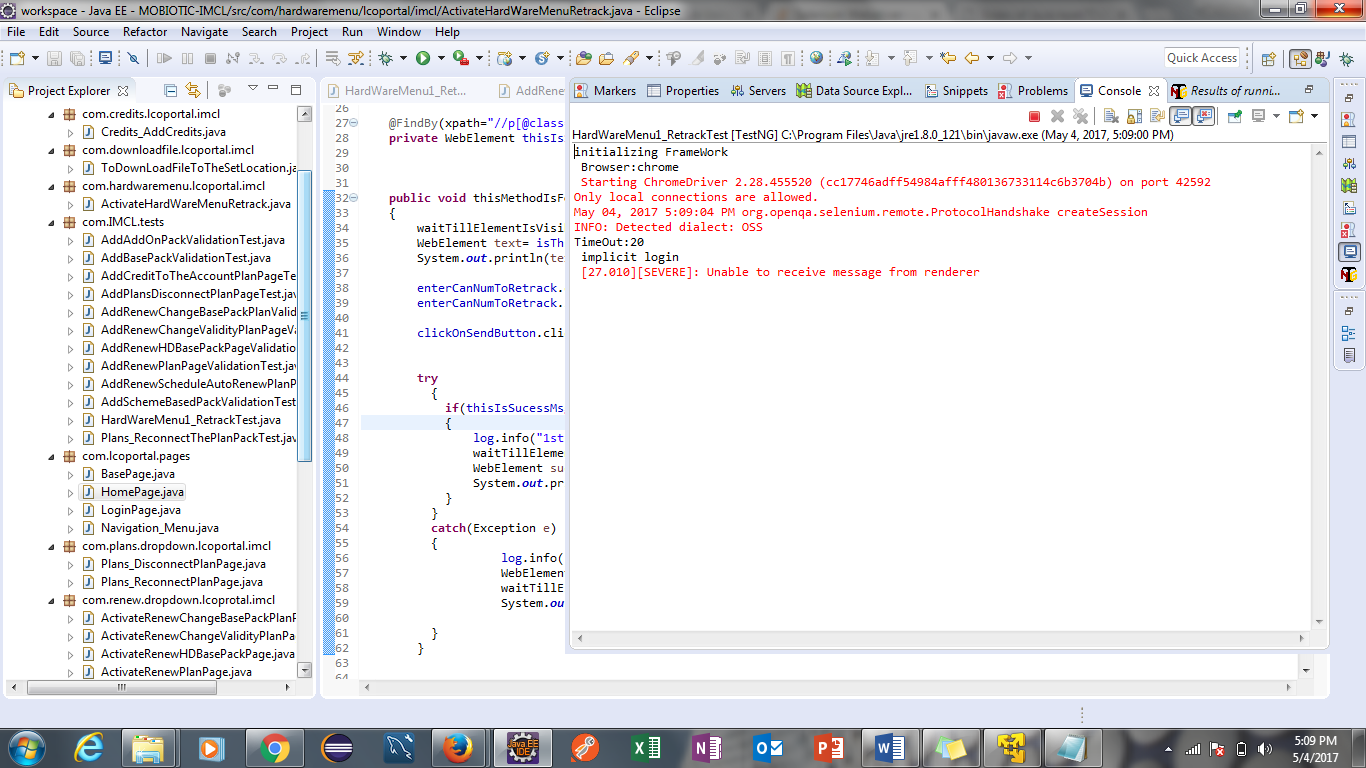 workspace - Java EE - MOBIOTIC-IMCL/src/com/hardwaremenu/lcoportal/imcl/ActivateHardWareMenuRetrack.java - Eclipse
File Edit Source Refactor Navigate Search Project Run Window Help
Quick Access
Project Explorer
com.credits.lcoportal.imcl
Credits_AddCredits.java
com.downloadfile.lcoportal.imcl
ToDownLoadFileToTheSetLocation.ja
com.hardwaremenu.lcoportal.imcl
ActivateHardWareMenuRetrack.java
com.IMCL.tests
AddAddOnPackValidationTest.java
AddBasePackValidationTest.java
AddCreditToTheAccountPlanPageTe
AddPlansDisconnectPlanPageTest.jav
AddRenewChangeBasePackPlanValid
AddRenewChangeValidityPlanPageVa
AddRenewHDBasePackPageValidatio
AddRenewPlanPageValidationTest.jav
AddRenewScheduleAutoRenewPlanP
AddSchemeBasedPackValidationTest
HardWareMenu1_RetrackTest.java
Plans_ReconnectThePlanPackTest.jav
com.lcoportal.pages
BasePage.java
HomePage.java
LoginPage.java
Navigation_Menu.java
com.plans.dropdown.lcoportal.imcl
Plans_DisconnectPlanPage.java
Plans_ReconnectPlanPage.java
com.renew.dropdown.lcoprotal.imcl
ActivateRenewChangeBasePackPlanP
ActivateRenewChangeValidityPlanPa
ActivateRenewHDBasePackPage.java
ActivateRenewPlanPage.java
HardWareMenu1_Ret...
AddRene
26
27 @FindBy(xpath="//p[@class
28 private WebElement thisIs
29
30
31
32 public void thisMethodIsFo
33 {
34 waitTillElementIsVisi
35 WebElement text= isTh
36 System.out.println(te
37
38 enterCanNumToRetrack.
39 enterCanNumToRetrack.
40
41 clickOnSendButton.cli
42
43
44 try
45 {
46 if(thisIsSucessMs
47 {
48 log.info("1st
49 waitTillEleme
50 WebElement su
51 System.out.pr
52 }
53 }
54 catch(Exception e)
55 {
56 log.info(
57 WebElemen
58 waitTillE
59 System.ou
60
61 }
62 }
63
64
Markers Properties Servers Data Source Expl... Snippets Problems Console Results of runni...
HardWareMenu1_RetrackTest [TestNG] C:\Program Files\Java\jre1.8.0_121\bin\javaw.exe (May 4, 2017, 5:09:00 PM)
initializing FrameWork
Browser:chrome
Starting ChromeDriver 2.28.455520 (cc17746adff54984afff480136733114c6b3704b) on port 42592
Only local connections are allowed.
May 04, 2017 5:09:04 PM org.openqa.selenium.remote.ProtocolHandshake createSession
INFO: Detected dialect: OSS
TimeOut:20
implicit login
[27.010][SEVERE]: Unable to receive message from renderer
Java EE
IDE
5:09 PM
5/4/2017